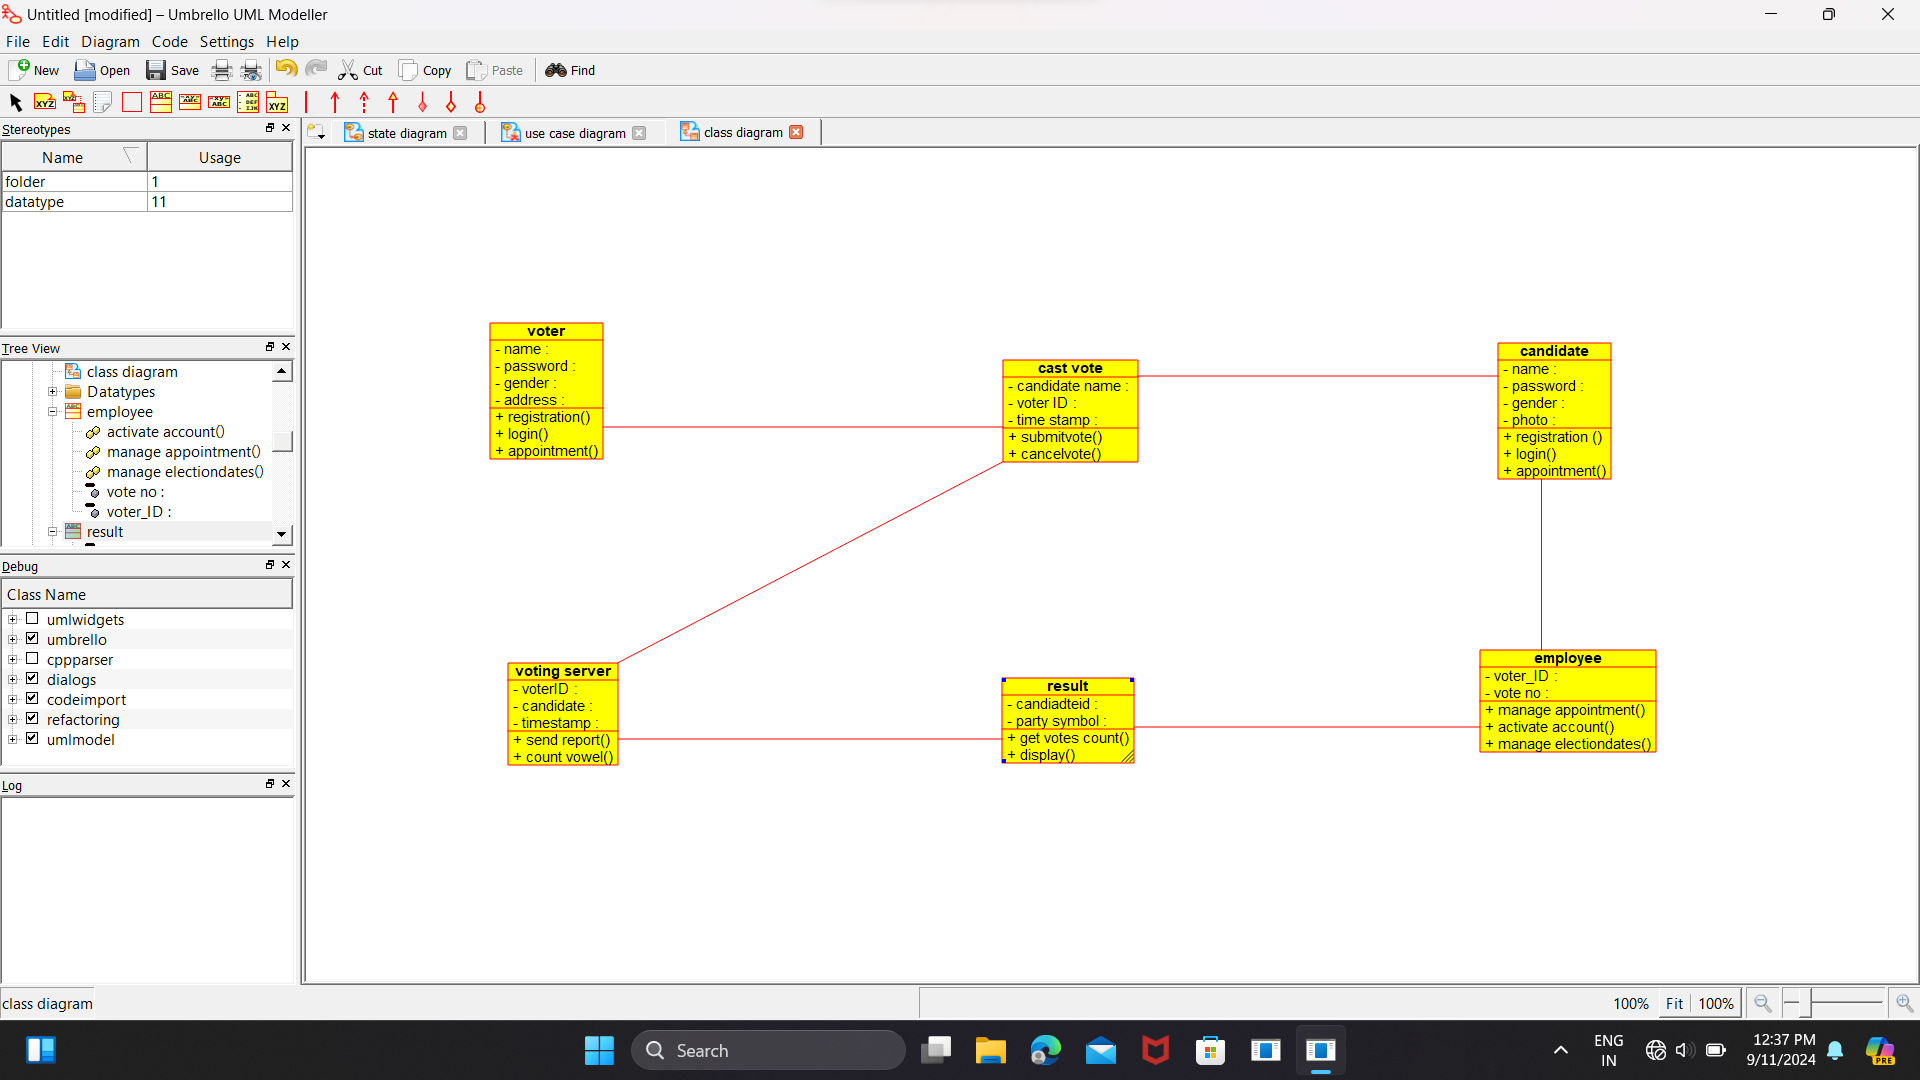 Untitled [modified] – Umbrello UML Modeller
File Edit Diagram Code Settings Help
New Open Save Cut Copy Paste Find
Stereotypes
Name Usage
folder 1
datatype 11
Tree View
class diagram
Datatypes
employee
activate account()
manage appointment()
manage electiondates()
vote no :
voter_ID :
result
Debug
Class Name
umlwidgets
umbrello
cppparser
dialogs
codeimport
refactoring
umlmodel
Log
state diagram use case diagram class diagram
voter
- name :
- password :
- gender :
- address :
+ registration()
+ login()
+ appointment()
cast vote
- candidate name :
- voter ID :
- time stamp :
+ submitvote()
+ cancelvote()
candidate
- name :
- password :
- gender :
- photo :
+ registration ()
+ login()
+ appointment()
voting server
- voterID :
- candidate :
- timestamp :
+ send report()
+ count vowel()
result
- candiadteid :
- party symbol :
+ get votes count()
+ display()
employee
- voter_ID :
- vote no :
+ manage appointment()
+ activate account()
+ manage electiondates()
class diagram
100% Fit 100%
Search
ENG
IN
12:37 PM
9/11/2024
PRE